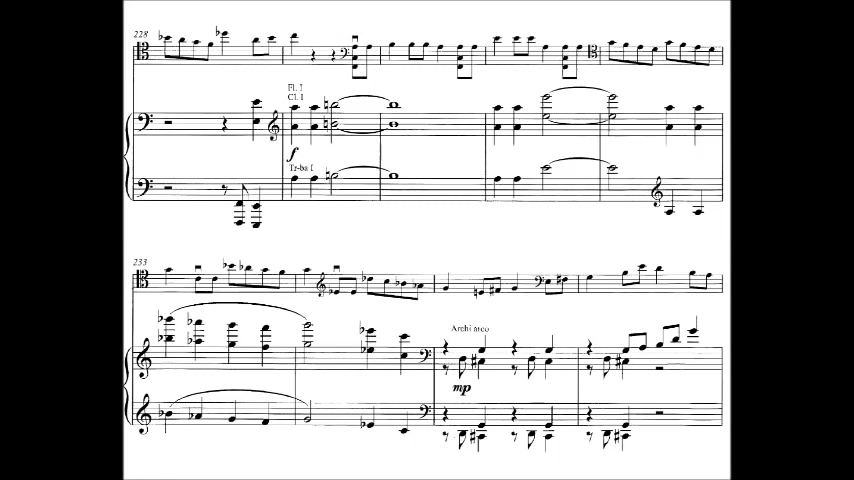 228
Fl. I
Cl. I
f
Tr-ba I
233
Archi arco
mp